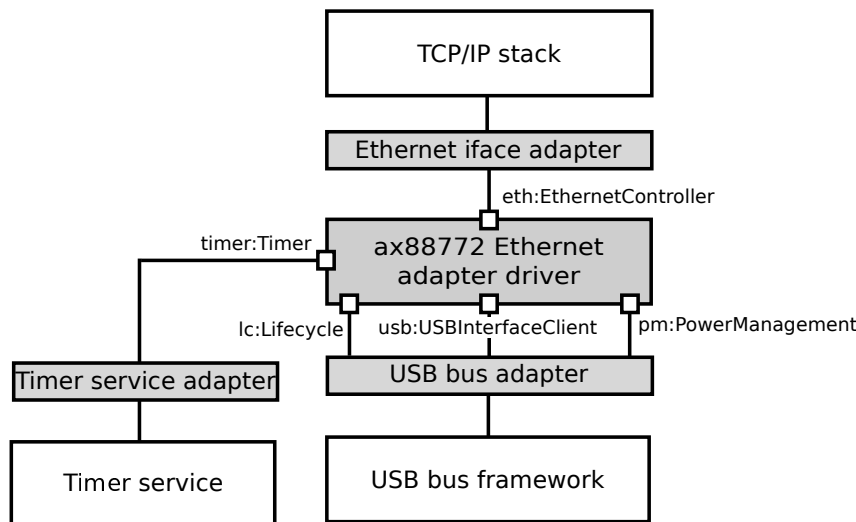 TCP/IP stack
Ethernet iface adapter
eth:EthernetController
timer:Timer
ax88772 Ethernet
adapter driver
lc:Lifecycle
usb:USBInterfaceClient
pm:PowerManagement
Timer service adapter
USB bus adapter
Timer service
USB bus framework